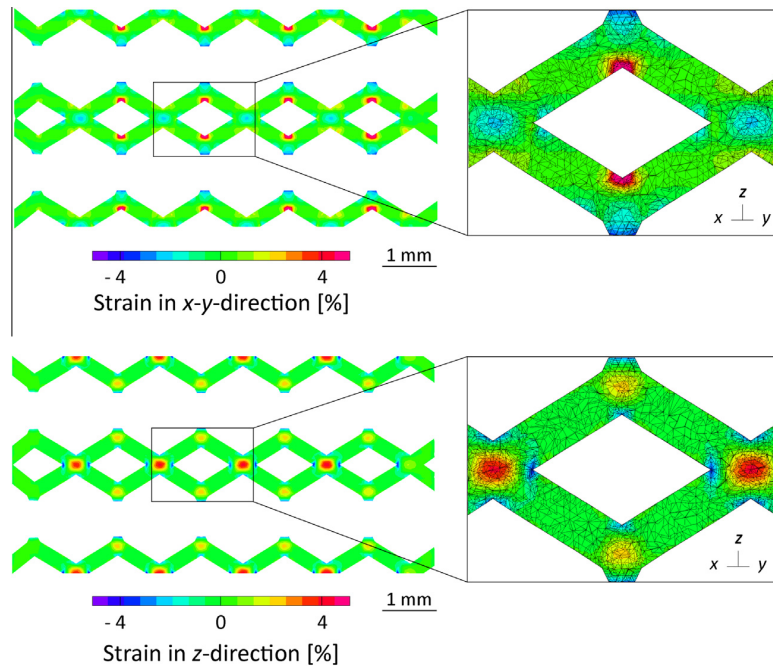 z
x y
- 4 0 4
1 mm
Strain in x-y-direction [%]
z
x y
- 4 0 4
1 mm
Strain in z-direction [%]